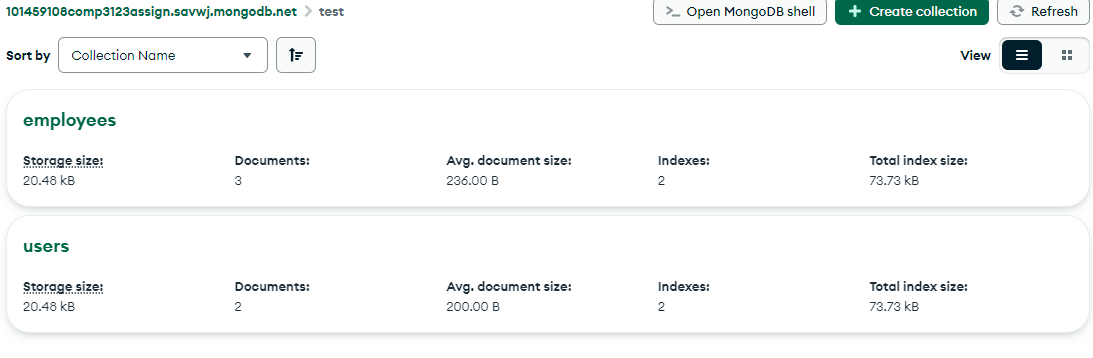 101459108comp3123assign.savwj.mongodb.net > test
>_ Open MongoDB shell
+ Create collection
Refresh
Sort by
Collection Name
View
employees
Storage size: Documents: Avg. document size: Indexes: Total index size:
20.48 kB 3 236.00 B 2 73.73 kB
users
Storage size: Documents: Avg. document size: Indexes: Total index size:
20.48 kB 2 200.00 B 2 73.73 kB